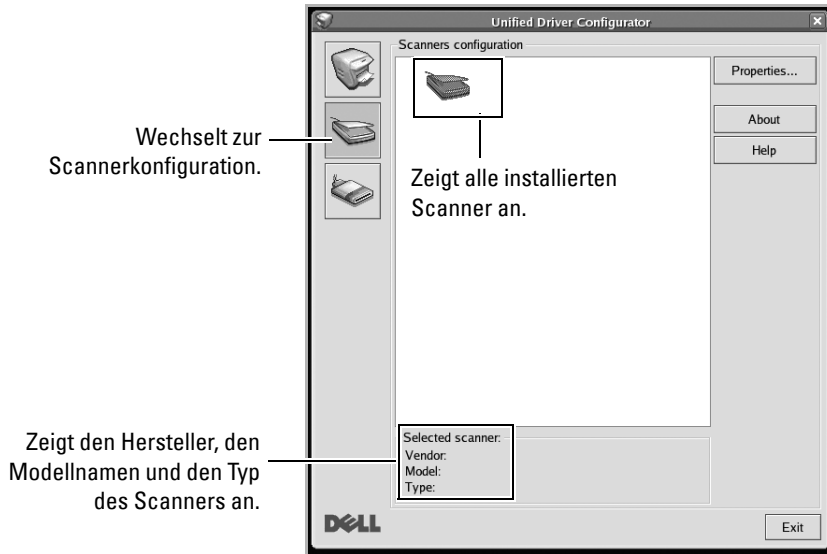 Unified Driver Configurator
Scanners configuration
Properties...
About
Help
Wechselt zur
Scannerkonfiguration.
Zeigt alle installierten
Scanner an.
Zeigt den Hersteller, den
Modellnamen und den Typ
des Scanners an.
Selected scanner:
Vendor:
Model:
Type:
DELL
Exit